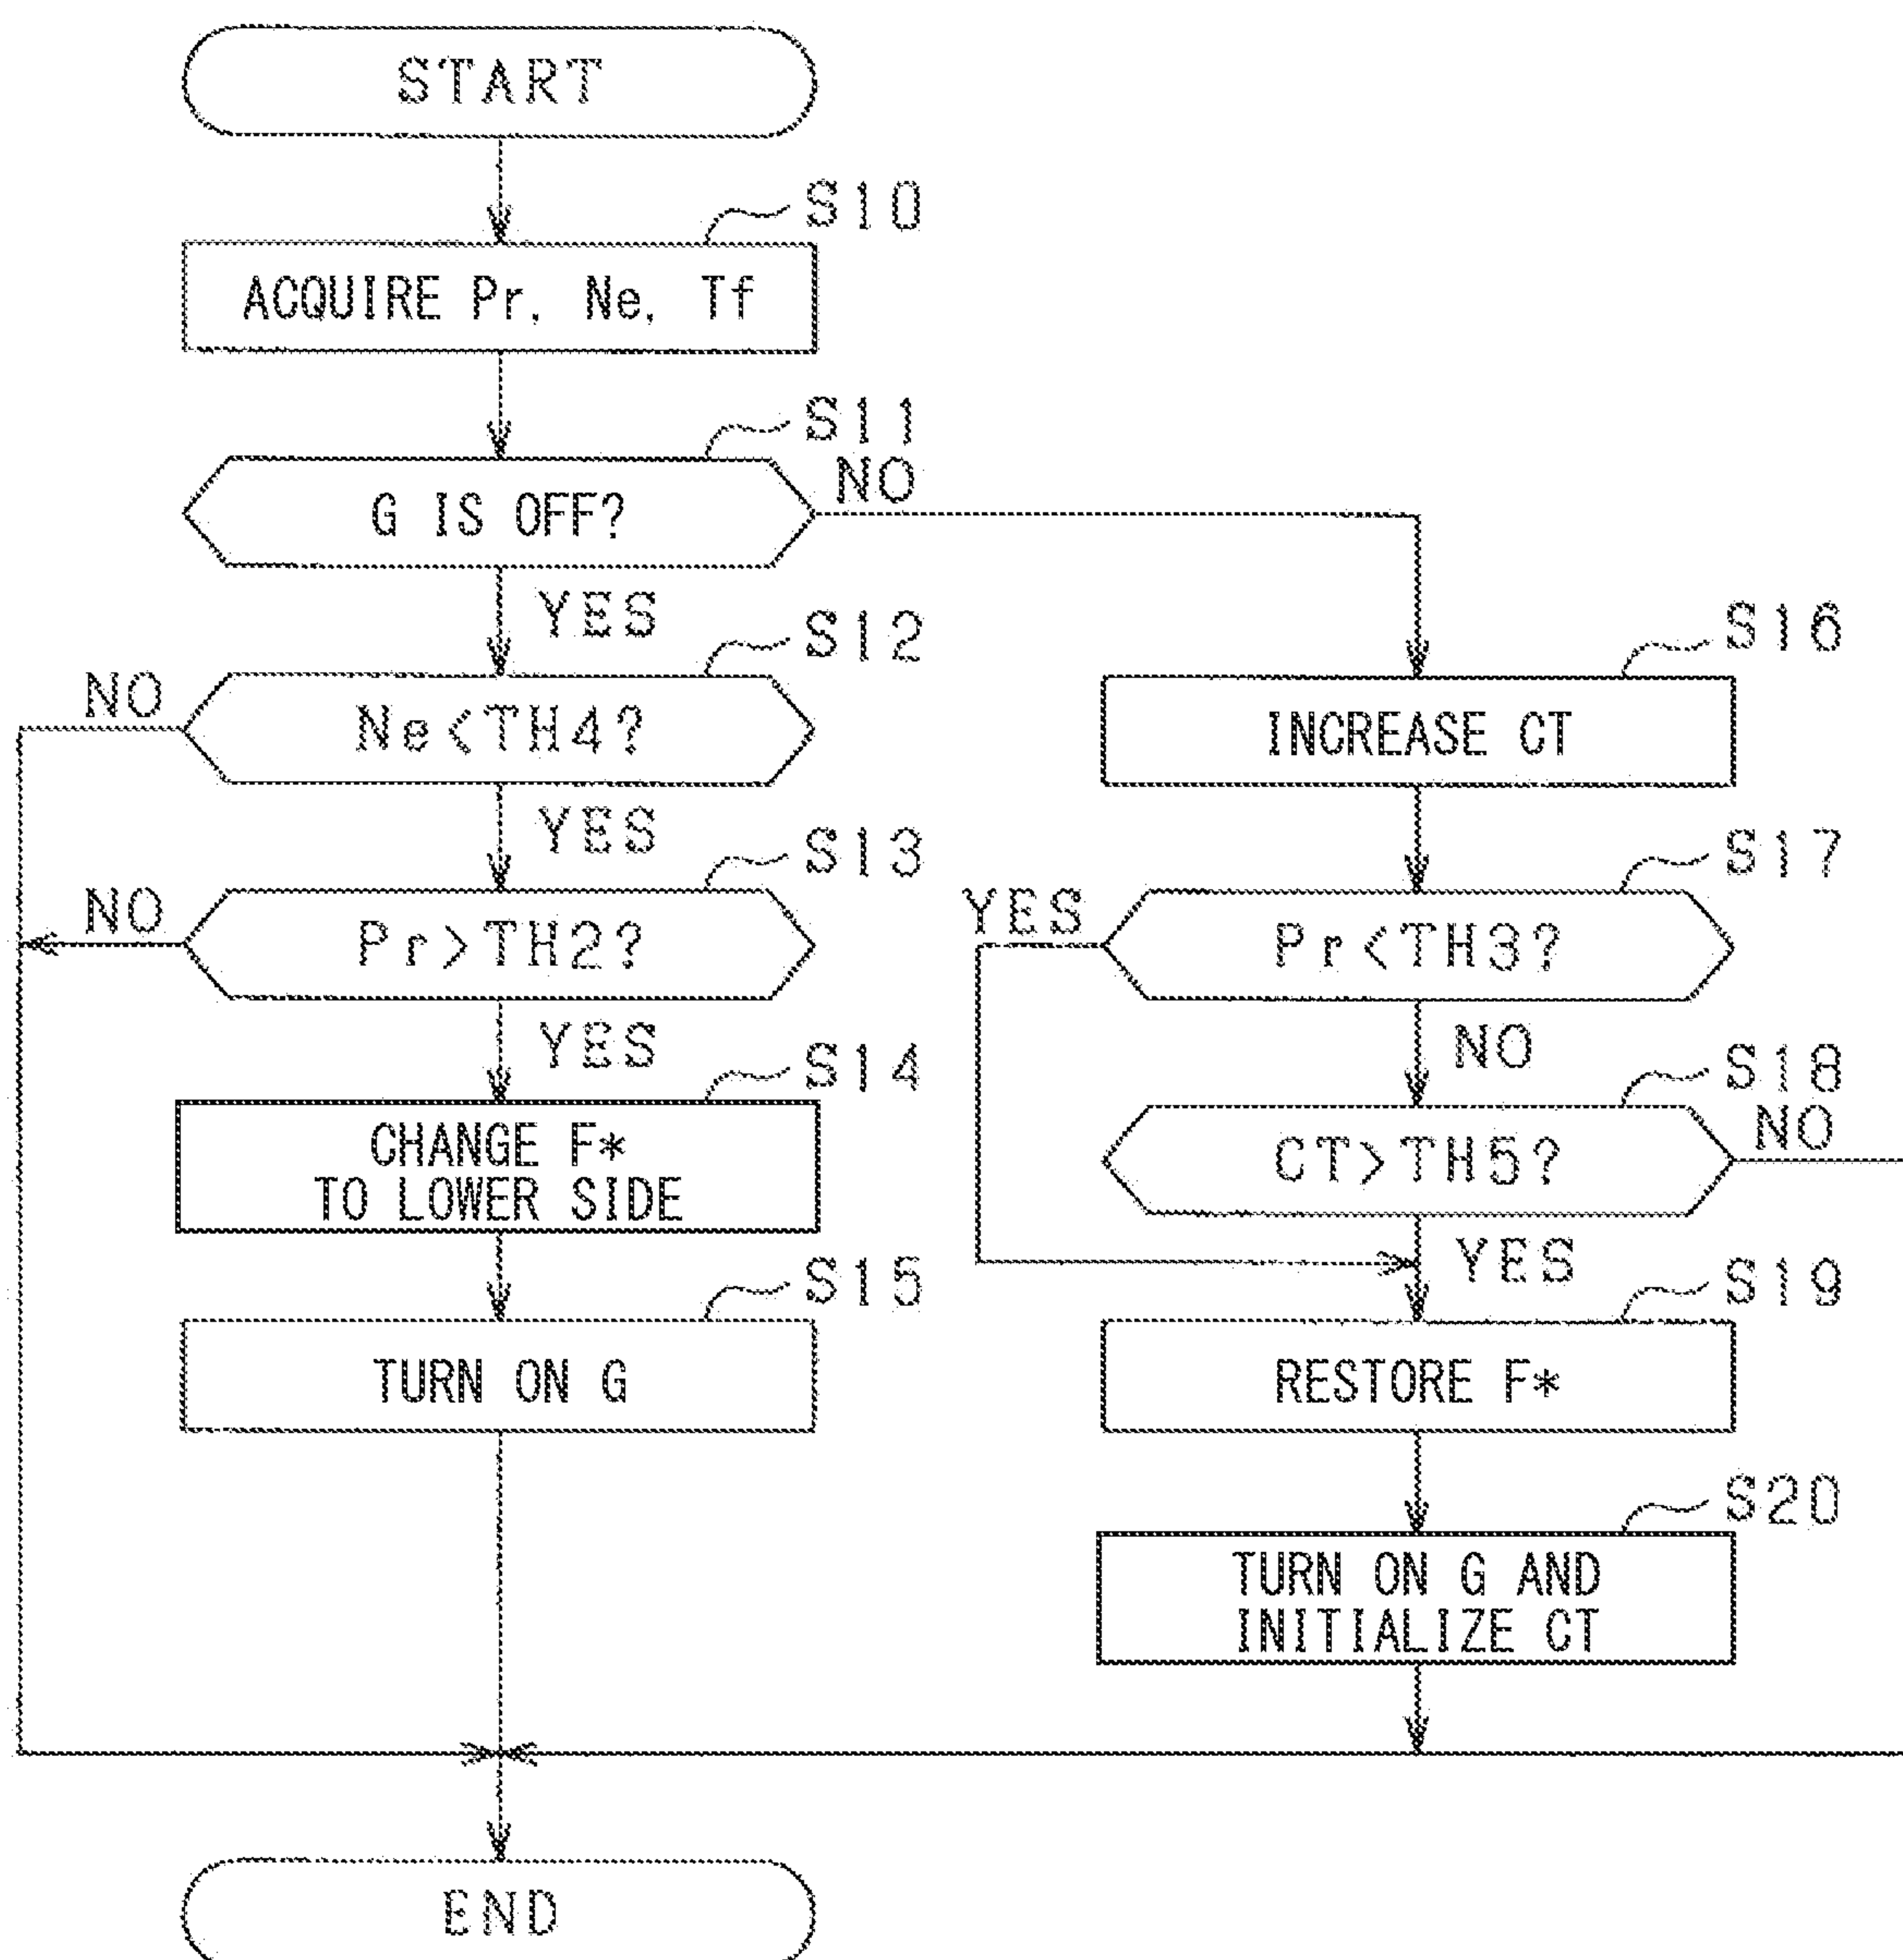 START
S10
ACQUIRE Pr, Ne, Tf
S11
G IS OFF?
NO
YES
S12
NO
Ne<TH4?
YES
S13
NO
Pr>TH2?
YES
S14
CHANGE F*
TO LOWER SIDE
S15
TURN ON G
S16
INCREASE CT
S17
YES
Pr<TH3?
NO
S18
CT>TH5?
NO
YES
S19
RESTORE F*
S20
TURN ON G AND
INITIALIZE CT
END